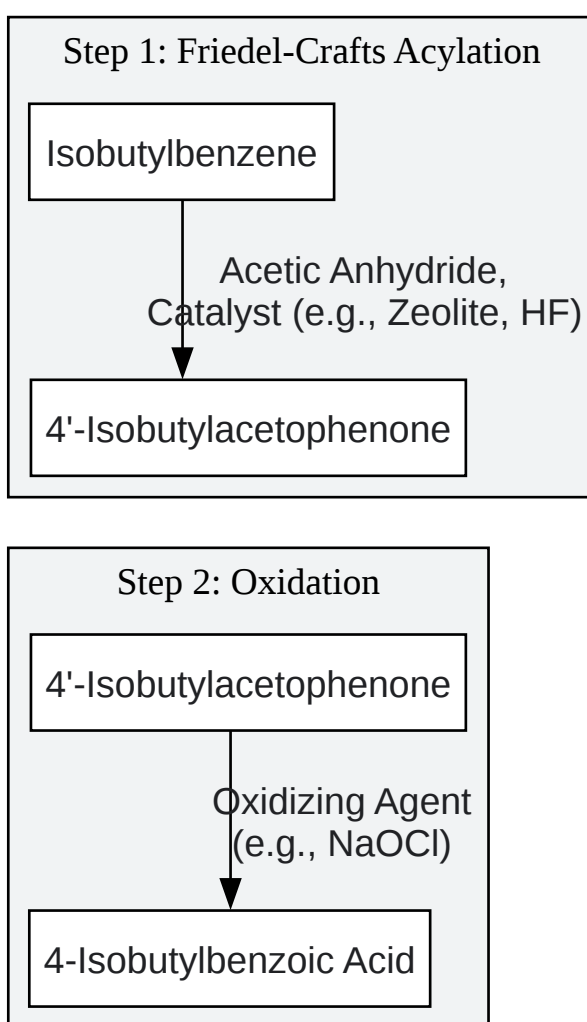 Step 1: Friedel-Crafts Acylation
Isobutylbenzene
Acetic Anhydride,
Catalyst (e.g., Zeolite, HF)
4'-Isobutylacetophenone
Step 2: Oxidation
4'-Isobutylacetophenone
Oxidizing Agent
(e.g., NaOCl)
4-Isobutylbenzoic Acid